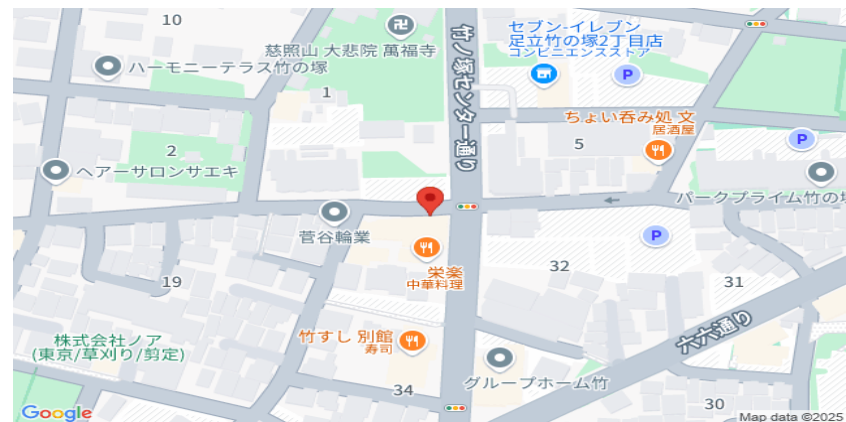 10
慈照山 大悲院 萬福寺
卍
竹ノ塚センター通り
セブン-イレブン
足立竹の塚2丁目店
コンビニエンスストア
P
ハーモニーテラス竹の塚
1
ちょい呑み処 文
居酒屋
5
P
2
ヘアーサロンサエキ
パークプライム竹の塚
菅谷輪業
P
栄楽
中華料理
32
31
19
六六通り
株式会社ノア
(東京/草刈り/剪定)
竹すし 別館
寿司
グループホーム竹
34
30
Google
Map data ©2025